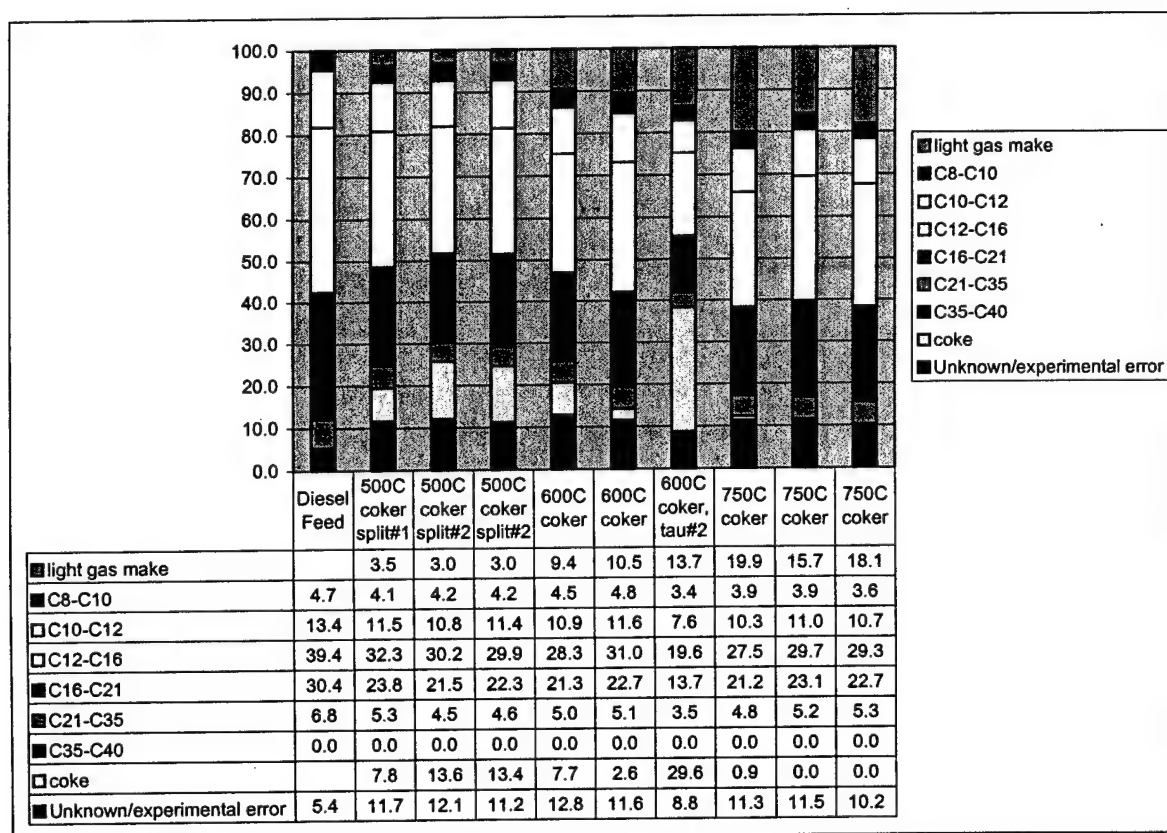 100.0
90.0
80.0
70.0
60.0
50.0
40.0
30.0
20.0
10.0
0.0
light gas make
C8-C10
C10-C12
C12-C16
C16-C21
C21-C35
C35-C40
coke
Unknown/experimental error
Diesel Feed 500C coker split#1 500C coker split#2 500C coker split#2 600C coker 600C coker 600C coker, tau#2 750C coker 750C coker 750C coker
light gas make 3.5 3.0 3.0 9.4 10.5 13.7 19.9 15.7 18.1
C8-C10 4.7 4.1 4.2 4.2 4.5 4.8 3.4 3.9 3.9 3.6
C10-C12 13.4 11.5 10.8 11.4 10.9 11.6 7.6 10.3 11.0 10.7
C12-C16 39.4 32.3 30.2 29.9 28.3 31.0 19.6 27.5 29.7 29.3
C16-C21 30.4 23.8 21.5 22.3 21.3 22.7 13.7 21.2 23.1 22.7
C21-C35 6.8 5.3 4.5 4.6 5.0 5.1 3.5 4.8 5.2 5.3
C35-C40 0.0 0.0 0.0 0.0 0.0 0.0 0.0 0.0 0.0 0.0
coke 7.8 13.6 13.4 7.7 2.6 29.6 0.9 0.0 0.0
Unknown/experimental error 5.4 11.7 12.1 11.2 12.8 11.6 8.8 11.3 11.5 10.2